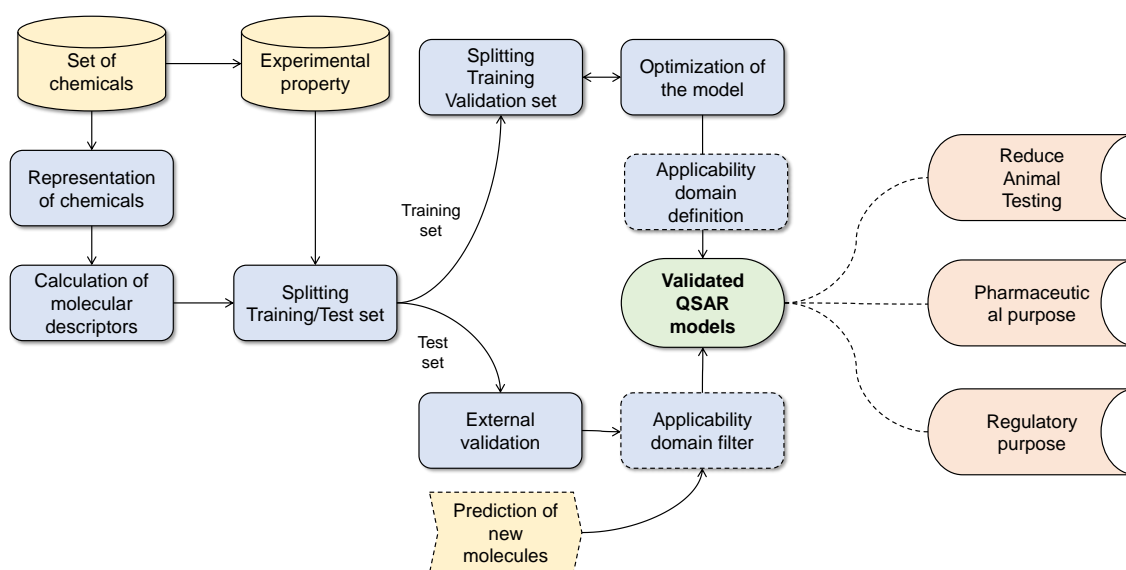 Set of
chemicals
Experimental
property
Splitting
Training
Validation set
Optimization of
the model
Representation
of chemicals
Applicability
domain
definition
Reduce
Animal
Testing
Training
set
Calculation of
molecular
descriptors
Splitting
Training/Test set
Validated
QSAR
models
Pharmaceutic
al purpose
Test
set
External
validation
Applicability
domain filter
Regulatory
purpose
Prediction of
new
molecules